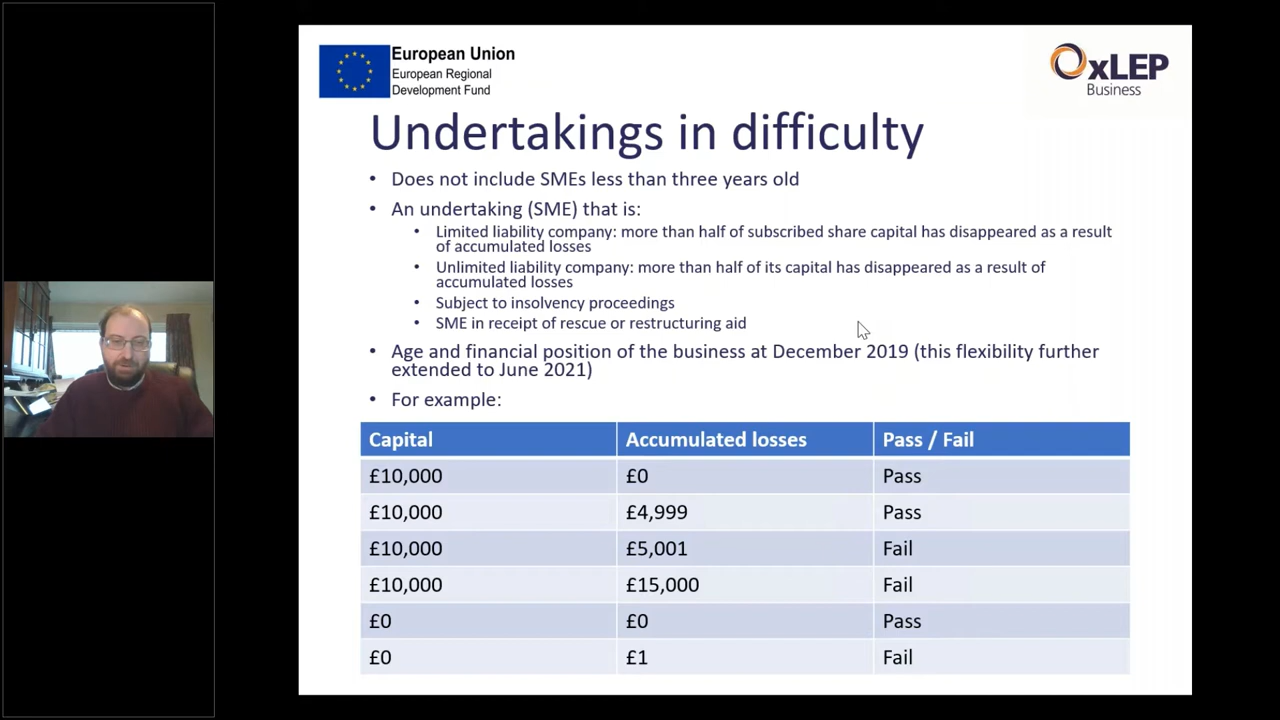 European Union
European Regional
Development Fund
OxLEP
Business
Undertakings in difficulty
• Does not include SMEs less than three years old
• An undertaking (SME) that is:
• Limited liability company: more than half of subscribed share capital has disappeared as a result
of accumulated losses
• Unlimited liability company: more than half of its capital has disappeared as a result of
accumulated losses
• Subject to insolvency proceedings
• SME in receipt of rescue or restructuring aid
• Age and financial position of the business at December 2019 (this flexibility further
extended to June 2021)
• For example:
Capital Accumulated losses Pass / Fail
£10,000 £0 Pass
£10,000 £4,999 Pass
£10,000 £5,001 Fail
£10,000 £15,000 Fail
£0 £0 Pass
£0 £1 Fail